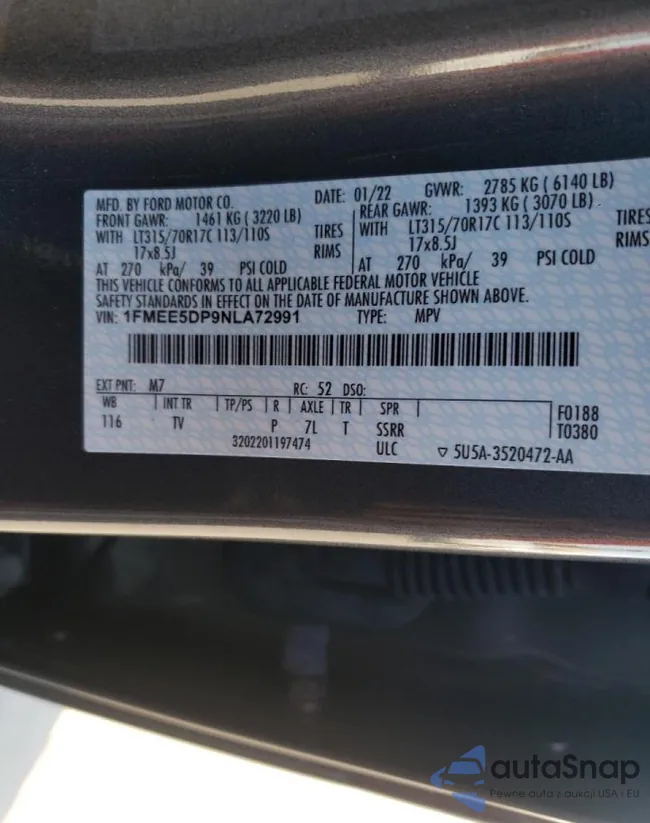 MFD. BY FORD MOTOR CO. DATE: 01/22 GVWR: 2785 KG ( 6140 LB)
FRONT GAWR: 1461 KG ( 3220 LB) REAR GAWR: 1393 KG ( 3070 LB)
WITH LT315/70R17C 113/110S TIRES WITH LT315/70R17C 113/110S TIRES
17x8.5J RIMS 17x8.5J RIMS
AT 270 kPa/ 39 PSI COLD AT 270 kPa/ 39 PSI COLD
THIS VEHICLE CONFORMS TO ALL APPLICABLE FEDERAL MOTOR VEHICLE
SAFETY STANDARDS IN EFFECT ON THE DATE OF MANUFACTURE SHOWN ABOVE.
VIN: 1FMEE5DP9NLA72991 TYPE: MPV
EXT PNT: M7 RC: 52 DSO:
WB | INT TR | TP/PS | R | AXLE | TR | SPR | F0188
116 TV P 7L T SSRR T0380
3202201197474 ULC ▽ 5U5A-3520472-AA
autaSnap
Pewne auta z aukcji USA i EU